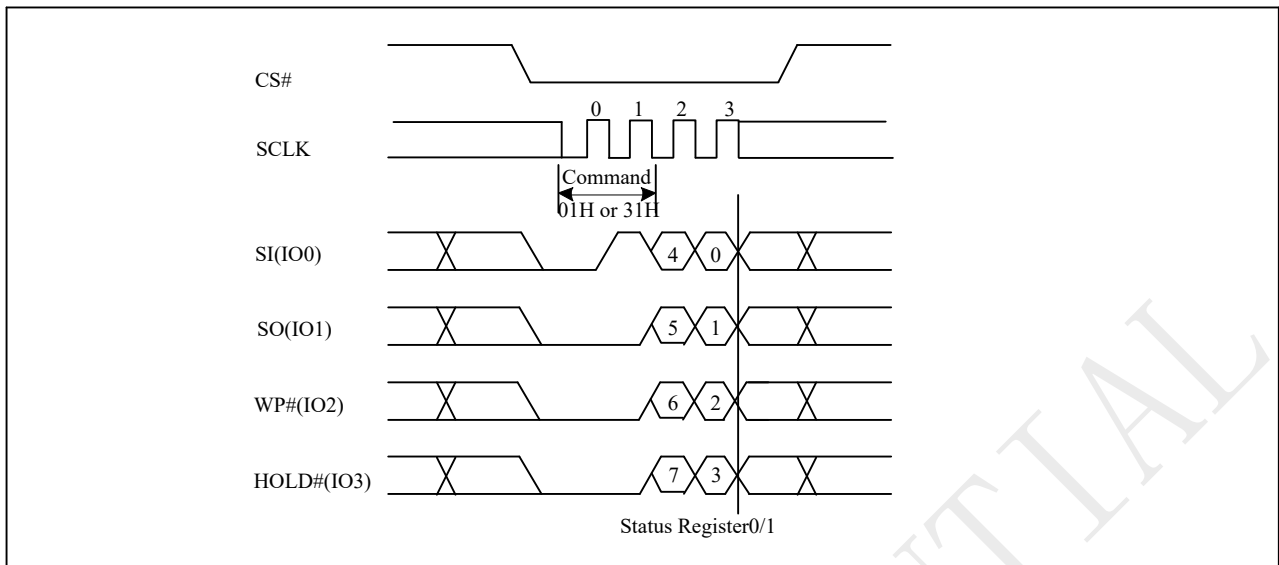 CS#
0 1 2 3
SCLK
Command
01H or 31H
SI(IO0) 4 0
SO(IO1) 5 1
WP#(IO2) 6 2
HOLD#(IO3) 7 3
Status Register0/1
NTIAL